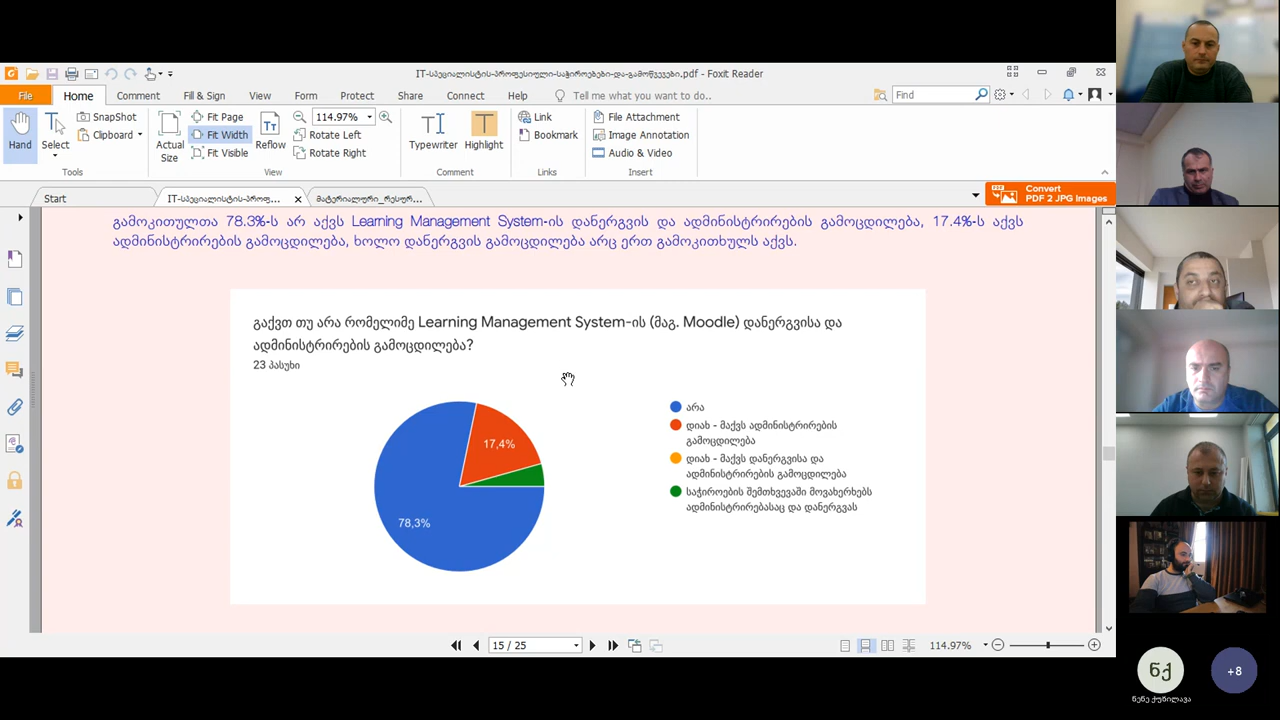 IT-სპეციალისტის-პროფესიული-საჭიროებები-და-გამოწვევები.pdf - Foxit Reader
File
Home
Comment
Fill & Sign
View
Form
Protect
Share
Connect
Help
Tell me what you want to do..
Find
Hand
Select
SnapShot
Clipboard
Tools
Actual
Size
Fit Page
Fit Width
Fit Visible
Reflow
114.97%
Rotate Left
Rotate Right
View
Typewriter
Highlight
Comment
Link
Bookmark
Links
File Attachment
Image Annotation
Audio & Video
Insert
Start
IT-სპეციალისტის-პროფ...
მატერიალური_რესურ...
Convert
PDF 2 JPG Images
გამოკითულთა 78.3%-ს არ აქვს Learning Management System-ის დანერგვის და ადმინისტრირების გამოცდილება, 17.4%-ს აქვს
ადმინისტრირების გამოცდილება, ხოლო დანერგვის გამოცდილება არც ერთ გამოკითხულს აქვს.
გაქვთ თუ არა რომელიმე Learning Management System-ის (მაგ. Moodle) დანერგვისა და
ადმინისტრირების გამოცდილება?
23 პასუხი
17,4%
78,3%
არა
დიახ - მაქვს ადმინისტრირების
გამოცდილება
დიახ - მაქვს დანერგვისა და
ადმინისტრირების გამოცდილება
საჭიროების შემთხვევაში მოვახერხებს
ადმინისტრირებასაც და დანერგვას
15 / 25
114.97%
ნქ
ნენე ქუნილავა
+8